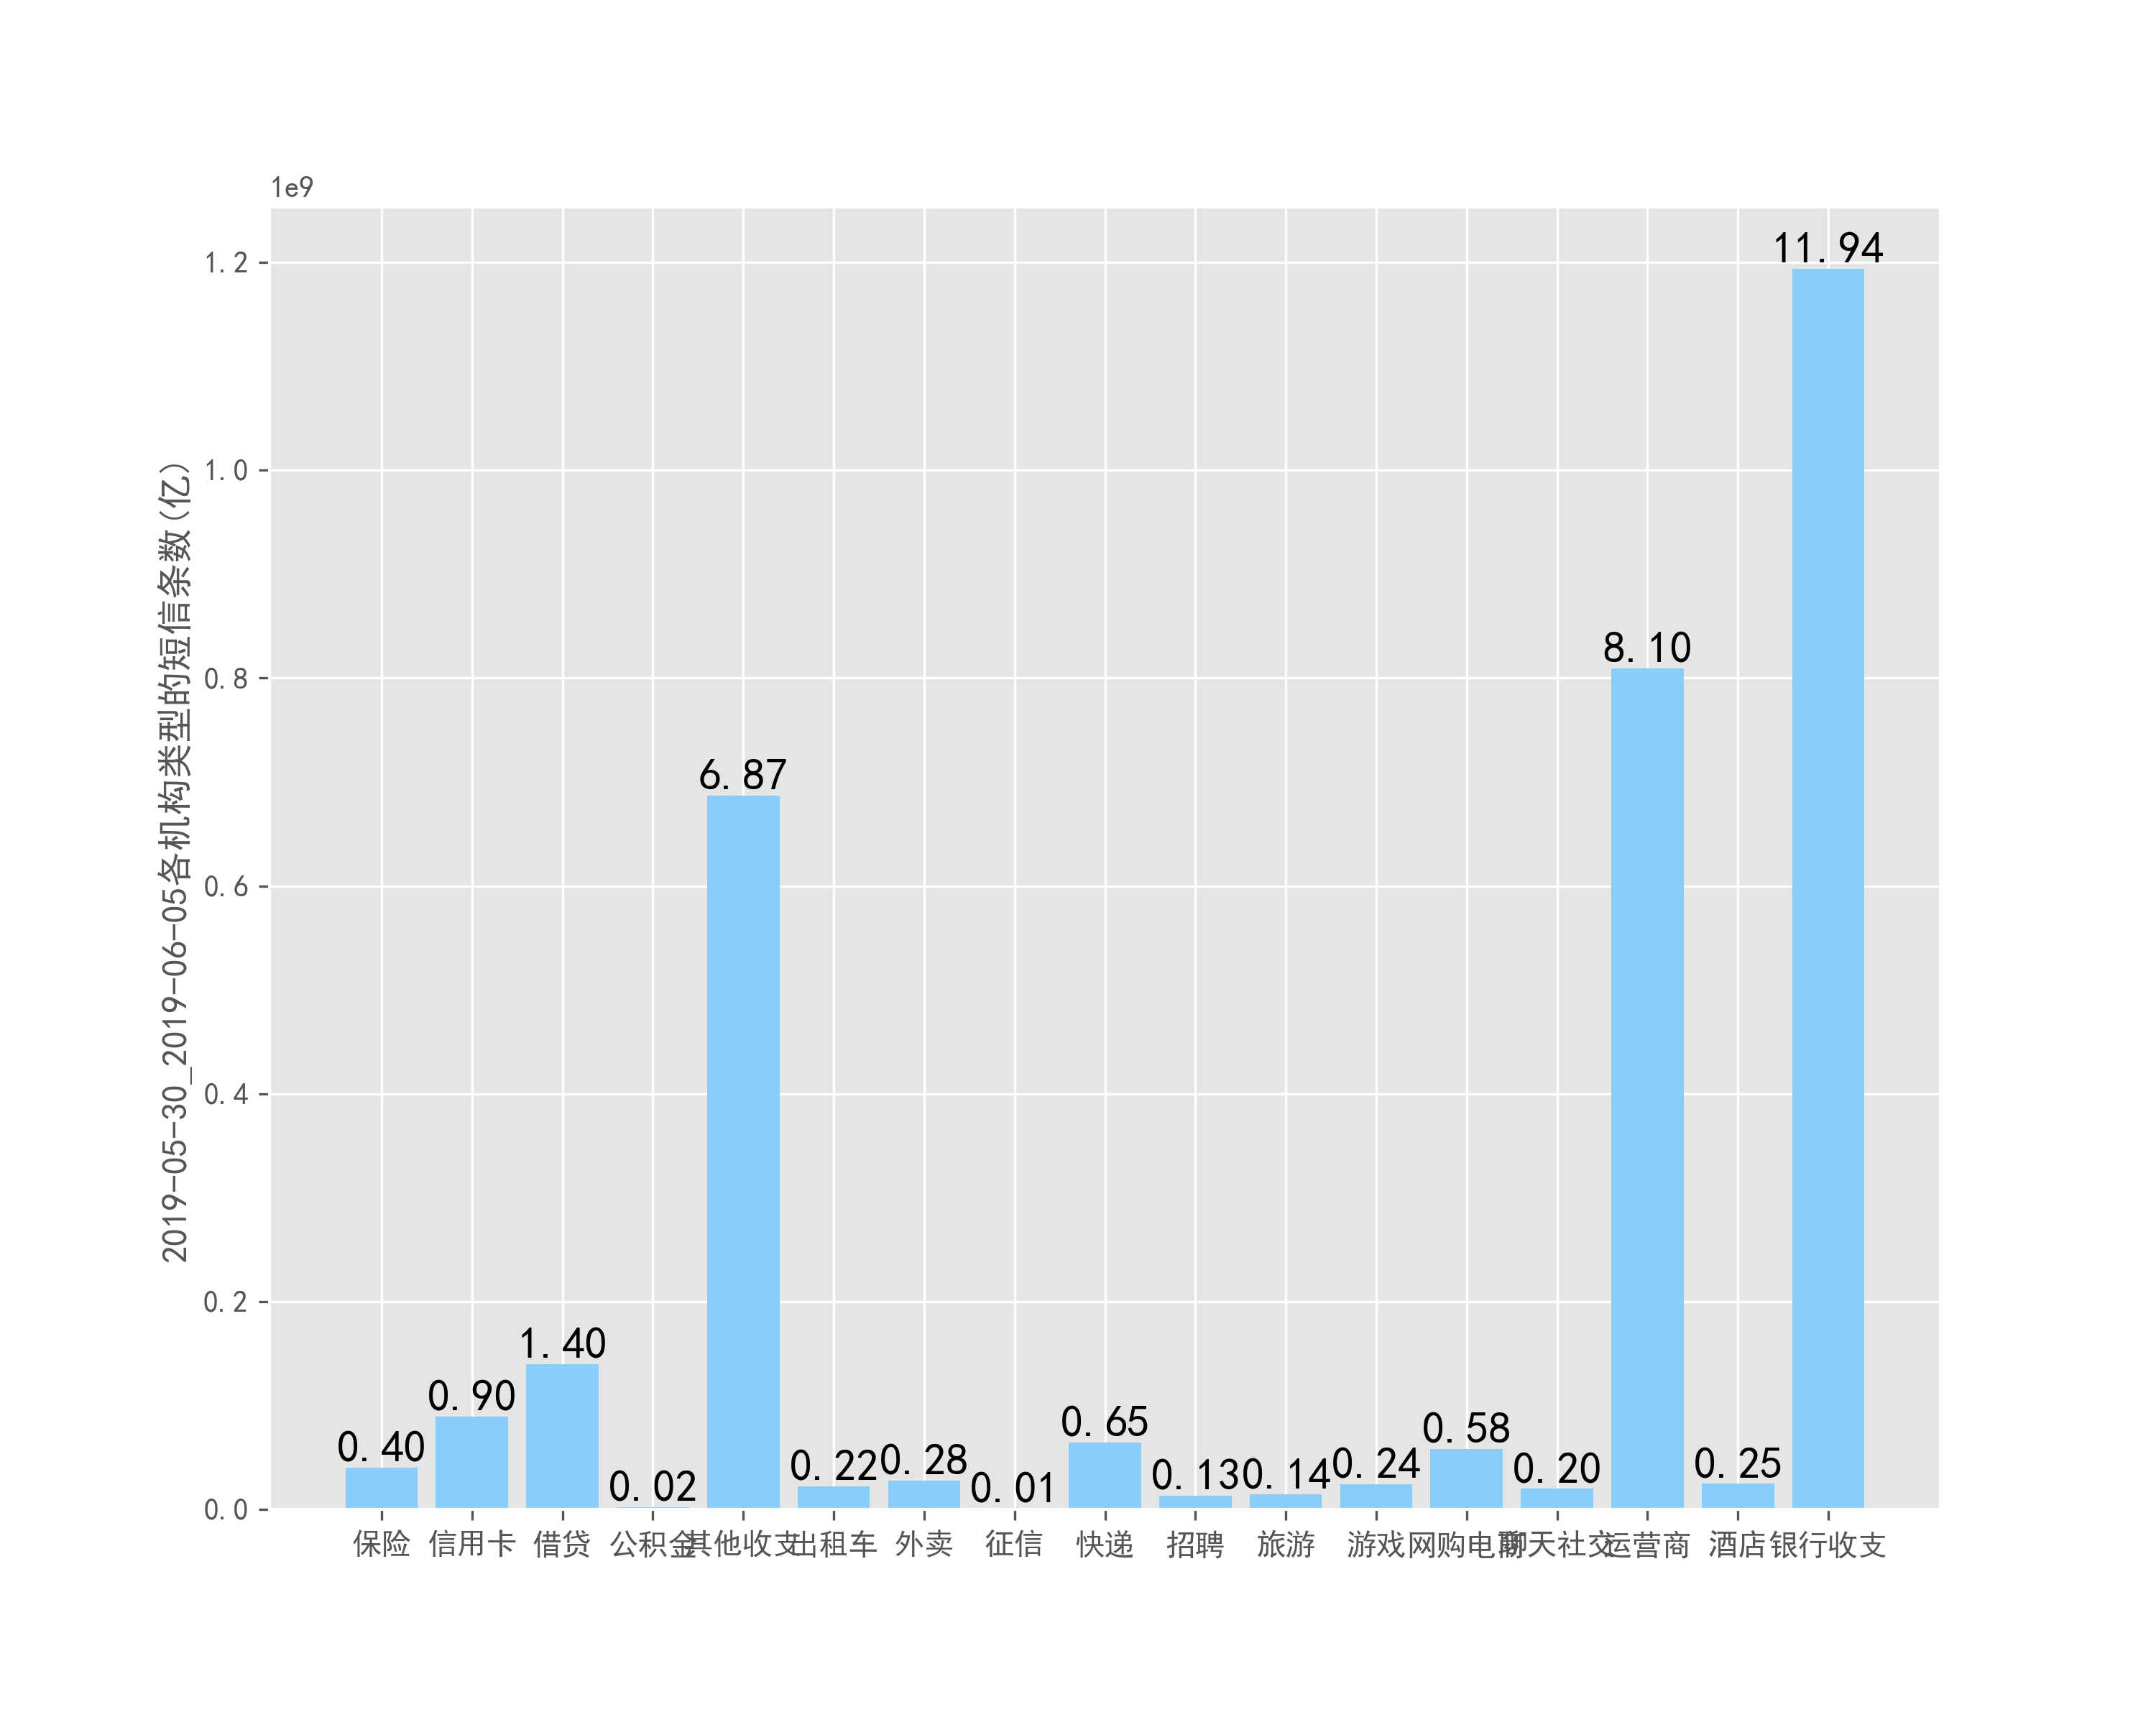 1e9
1.2
1.0
0.8
0.6
0.4
0.2
0.0
2019-05-30_2019-06-05各机构类型的短信条数(亿)
0.40
0.90
1.40
0.02
6.87
0.22
0.28
0.01
0.65
0.13
0.14
0.24
0.58
0.20
8.10
0.25
11.94
保险
信用卡
借贷
公积金
其他收支
出租车
外卖
征信
快递
招聘
旅游
游戏
网购电商
聊天社交
运营商
酒店
银行收支